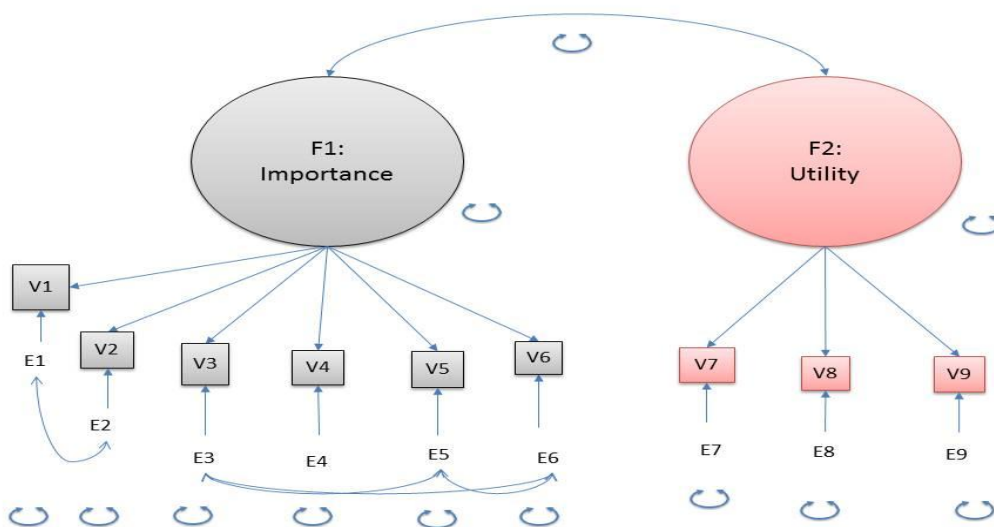 F1:
Importance
F2:
Utility
V1
V2
V3
V4
V5
V6
V7
V8
V9
E1
E2
E3
E4
E5
E6
E7
E8
E9